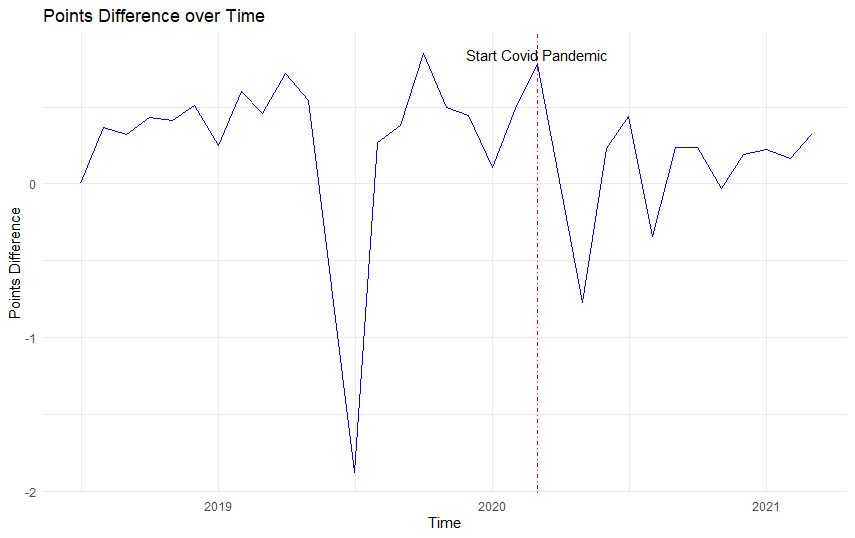 Points Difference over Time
Start Covid Pandemic
Points Difference
0
-1
-2
2019
2020
2021
Time